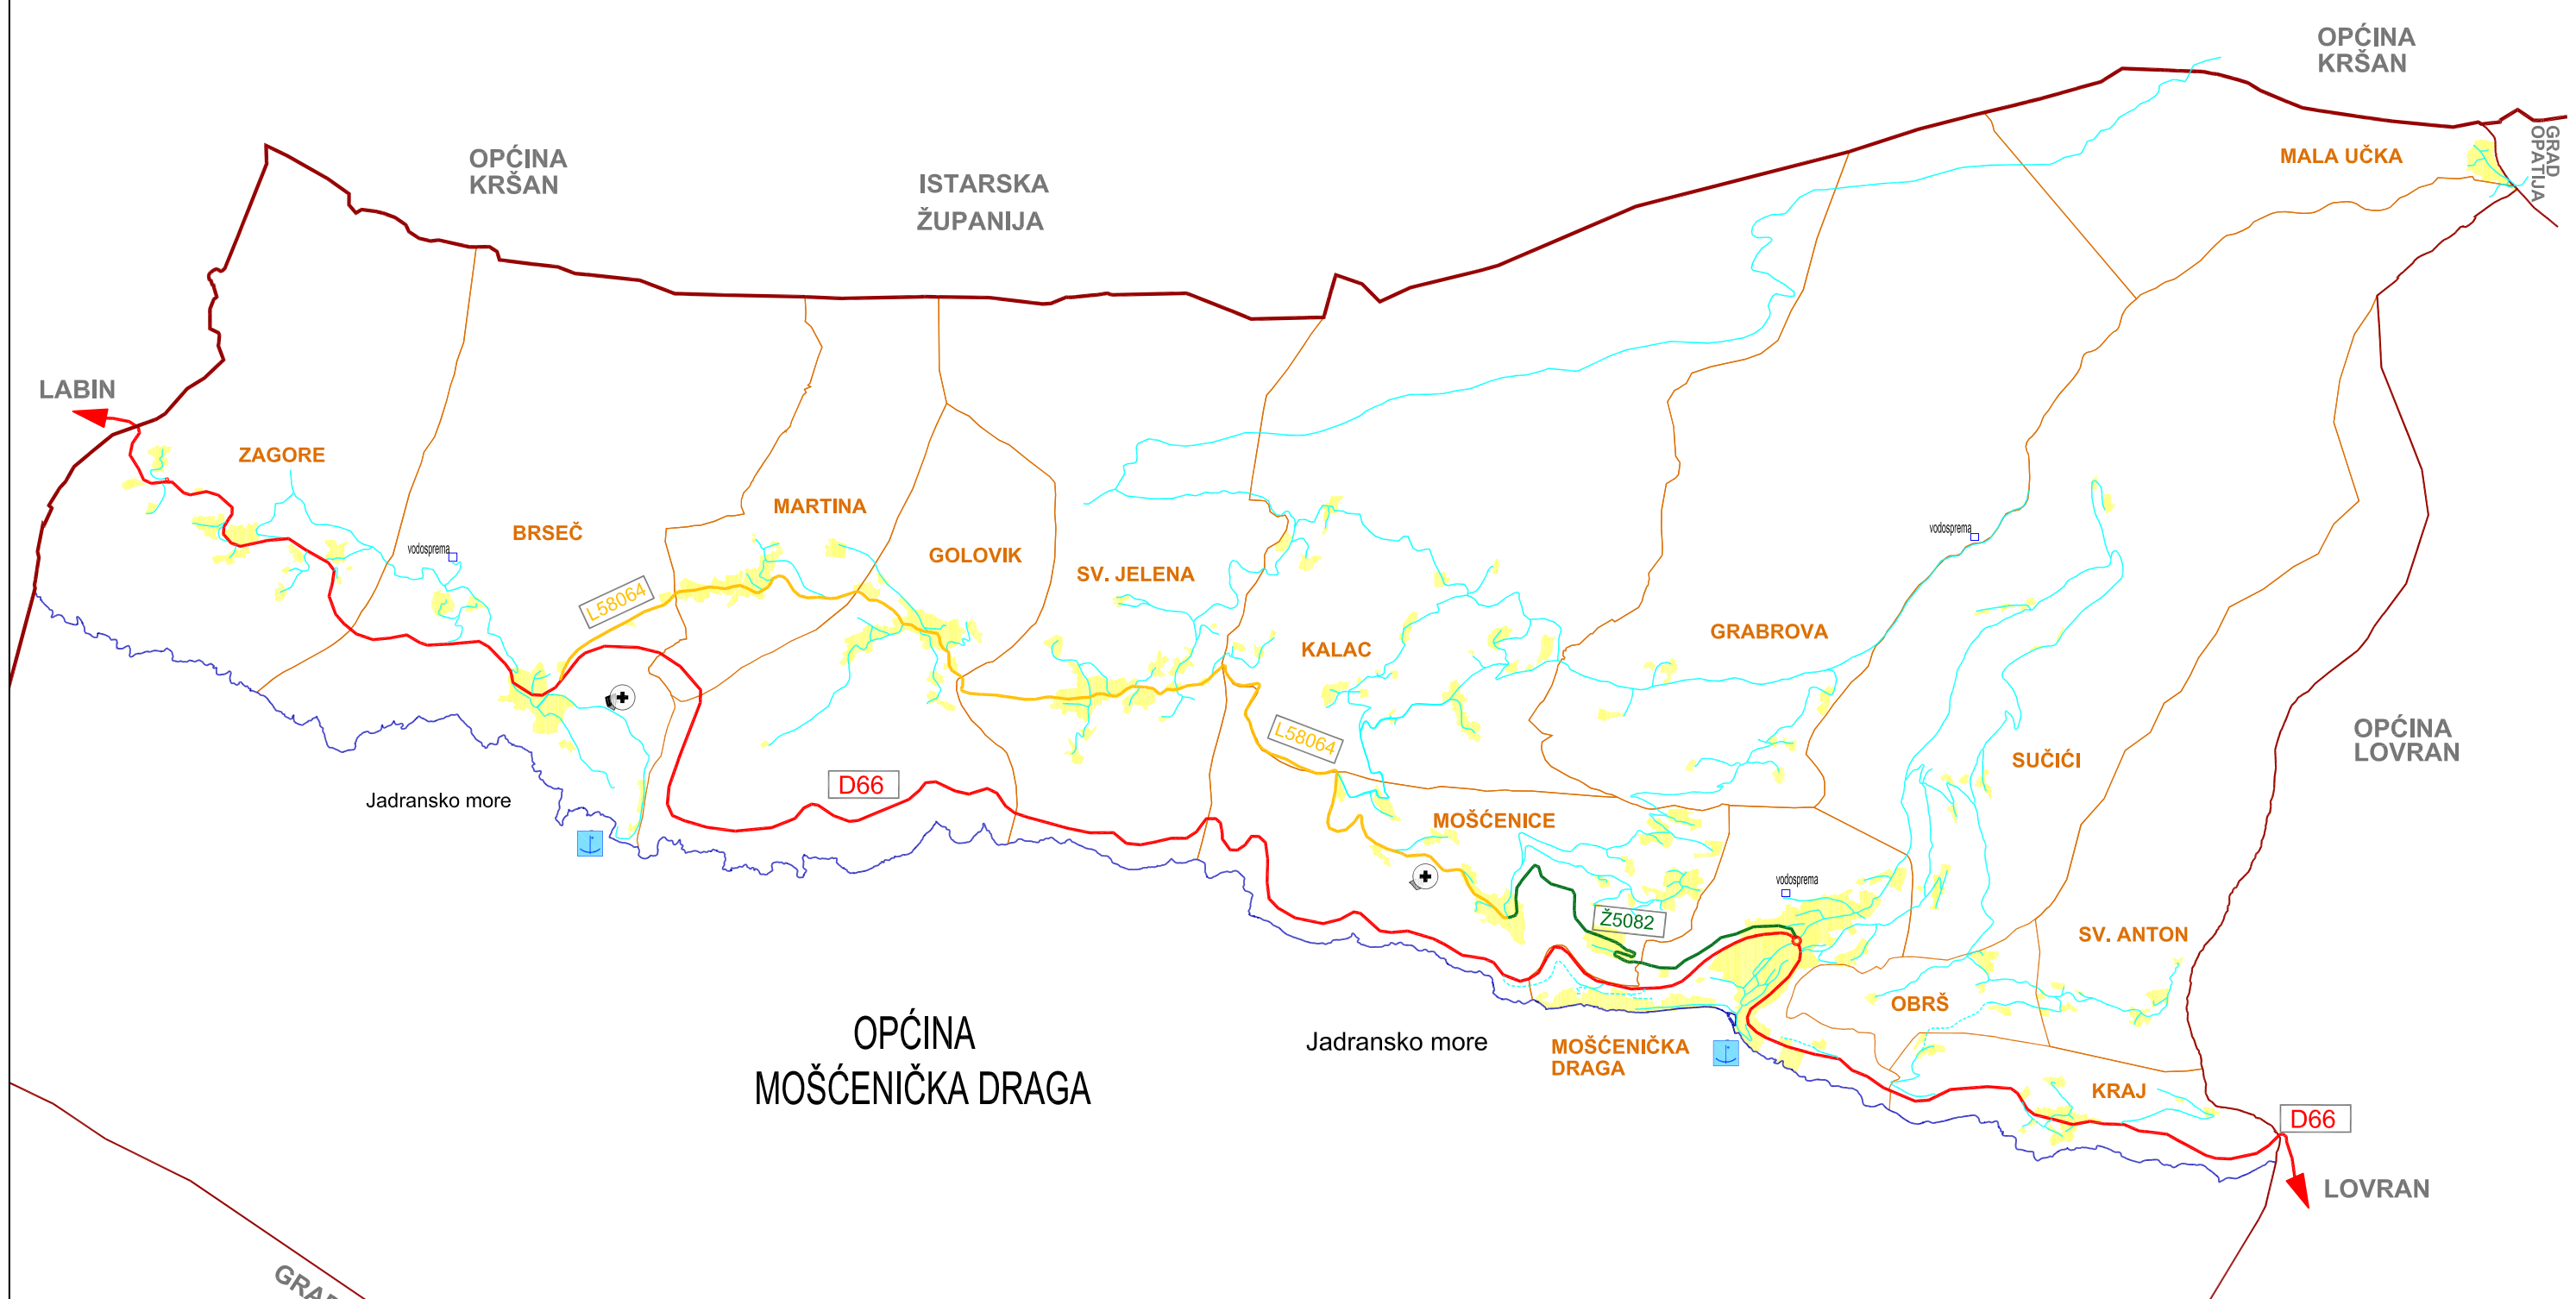 OPĆINA
KRŠAN
OPĆINA
KRŠAN
ISTARSKA
ŽUPANIJA
MALA UČKA
GRAD
OPATIJA
LABIN
ZAGORE
BRSEČ
MARTINA
GOLOVIK
SV. JELENA
vodosprema
vodosprema
L58064
KALAC
GRABROVA
L58064
SUČIĆI
OPĆINA
LOVRAN
D66
Jadransko more
MOŠĆENICE
vodosprema
Ž5082
SV. ANTON
OBRŠ
OPĆINA
MOŠĆENIČKA DRAGA
Jadransko more
MOŠĆENIČKA
DRAGA
KRAJ
D66
LOVRAN